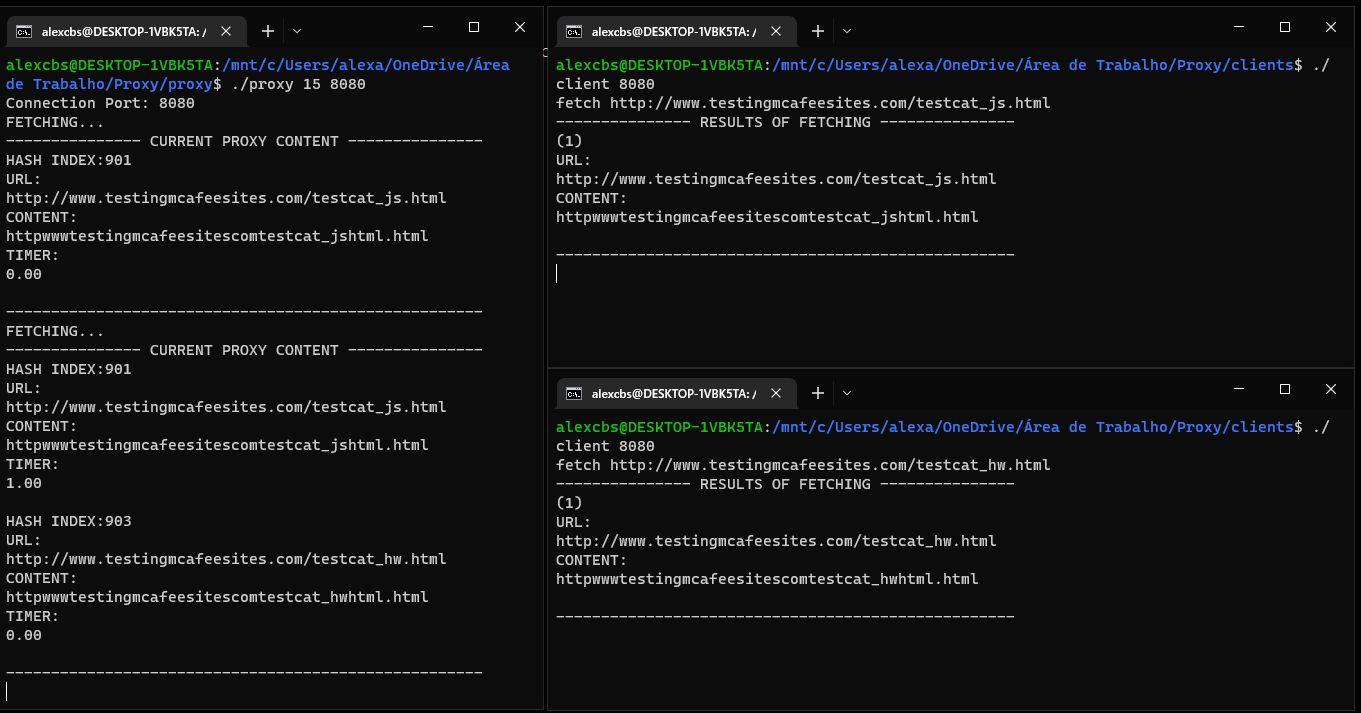 alexcbs@DESKTOP-1VBK5TA: /
alexcbs@DESKTOP-1VBK5TA:/mnt/c/Users/alexa/OneDrive/Área
de Trabalho/Proxy/proxy$ ./proxy 15 8080
Connection Port: 8080
FETCHING...
--------------- CURRENT PROXY CONTENT ---------------
HASH INDEX:901
URL:
http://www.testingmcafeesites.com/testcat_js.html
CONTENT:
httpwwwtestingmcafeesitescomtestcat_jshtml.html
TIMER:
0.00
-----------------------------------------------------
FETCHING...
--------------- CURRENT PROXY CONTENT ---------------
HASH INDEX:901
URL:
http://www.testingmcafeesites.com/testcat_js.html
CONTENT:
httpwwwtestingmcafeesitescomtestcat_jshtml.html
TIMER:
1.00
HASH INDEX:903
URL:
http://www.testingmcafeesites.com/testcat_hw.html
CONTENT:
httpwwwtestingmcafeesitescomtestcat_hwhtml.html
TIMER:
0.00
-----------------------------------------------------
alexcbs@DESKTOP-1VBK5TA: /
alexcbs@DESKTOP-1VBK5TA:/mnt/c/Users/alexa/OneDrive/Área de Trabalho/Proxy/clients$ ./
client 8080
fetch http://www.testingmcafeesites.com/testcat_js.html
--------------- RESULTS OF FETCHING ---------------
(1)
URL:
http://www.testingmcafeesites.com/testcat_js.html
CONTENT:
httpwwwtestingmcafeesitescomtestcat_jshtml.html
---------------------------------------------------
alexcbs@DESKTOP-1VBK5TA: /
alexcbs@DESKTOP-1VBK5TA:/mnt/c/Users/alexa/OneDrive/Área de Trabalho/Proxy/clients$ ./
client 8080
fetch http://www.testingmcafeesites.com/testcat_hw.html
--------------- RESULTS OF FETCHING ---------------
(1)
URL:
http://www.testingmcafeesites.com/testcat_hw.html
CONTENT:
httpwwwtestingmcafeesitescomtestcat_hwhtml.html
---------------------------------------------------